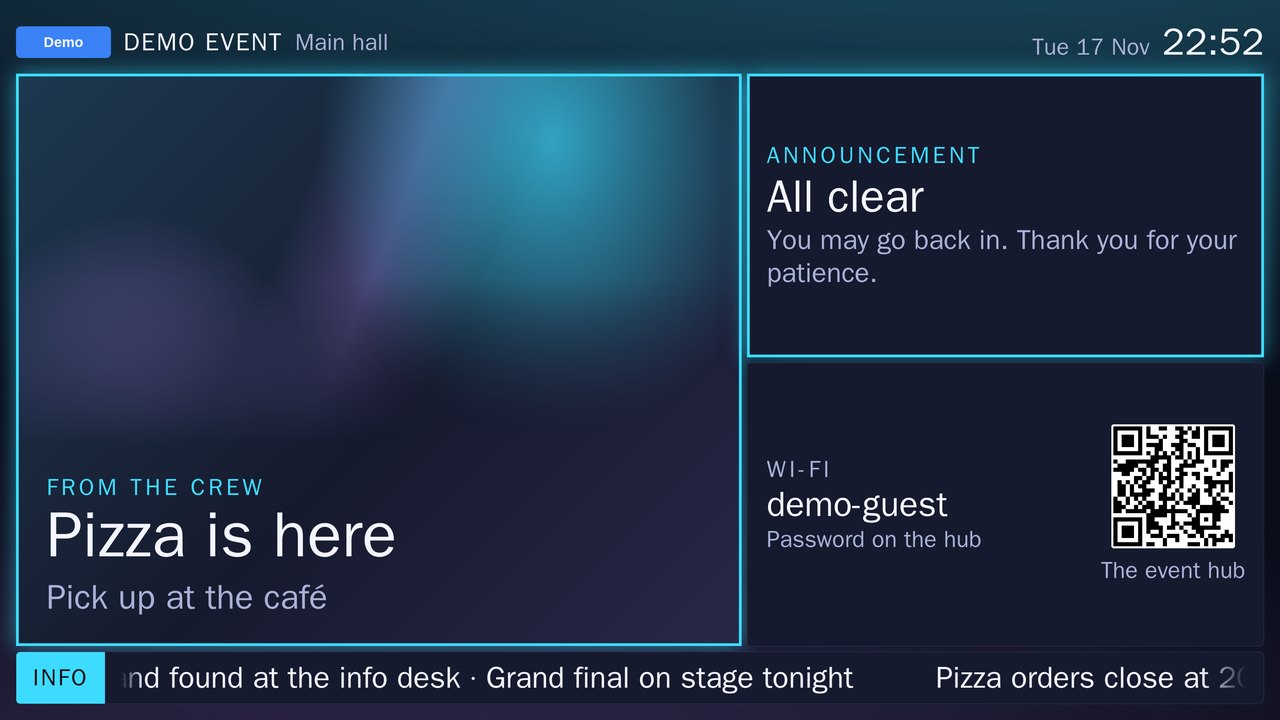 Demo DEMO EVENT Main hall
Tue 17 Nov 22:52
FROM THE CREW
Pizza is here
Pick up at the café
ANNOUNCEMENT
All clear
You may go back in. Thank you for your
patience.
WI-FI
demo-guest
Password on the hub
The event hub
INFO found at the info desk · Grand final on stage tonight Pizza orders close at